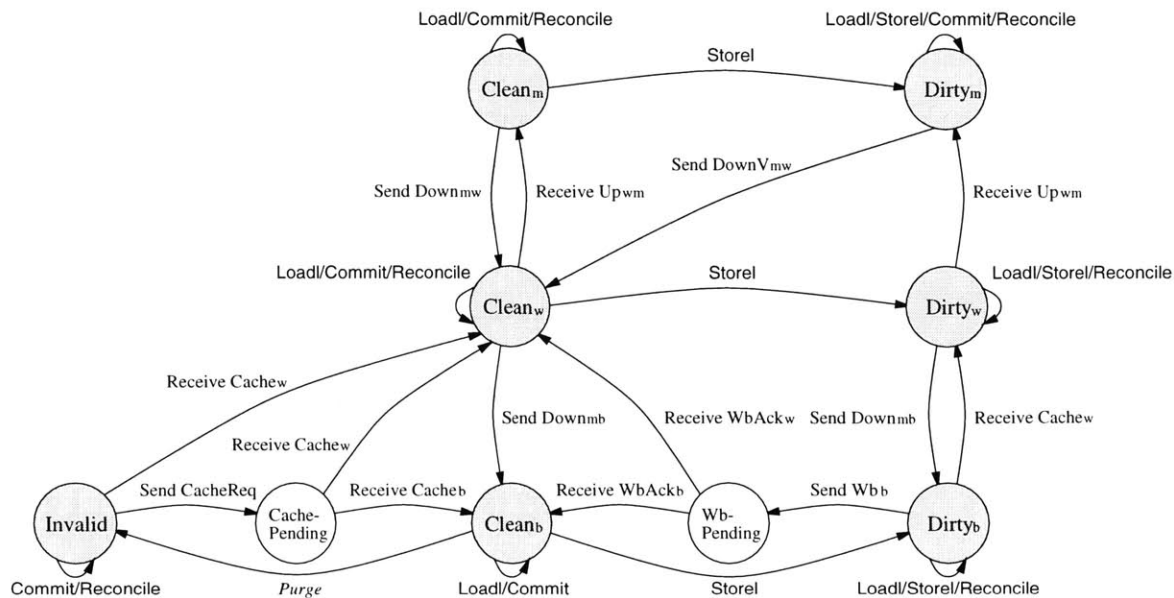 Loadl/Commit/Reconcile
Loadl/Storel/Commit/Reconcile
Storel
Cleanm
Dirtym
Send DownVmw
Send Downmw
Receive Upwm
Receive Upwm
Loadl/Commit/Reconcile
Storel
Loadl/Storel/Reconcile
Cleanw
Dirtyw
Receive Cachew
Receive Cachew
Send Downmb
Receive WbAckw
Send Downmb
Receive Cachew
Send CacheReq
Receive Cacheb
Receive WbAckb
Send Wbb
Invalid
Cache-
Pending
Cleanb
Wb-
Pending
Dirtyb
Commit/Reconcile
Purge
Loadl/Commit
Storel
Loadl/Storel/Reconcile